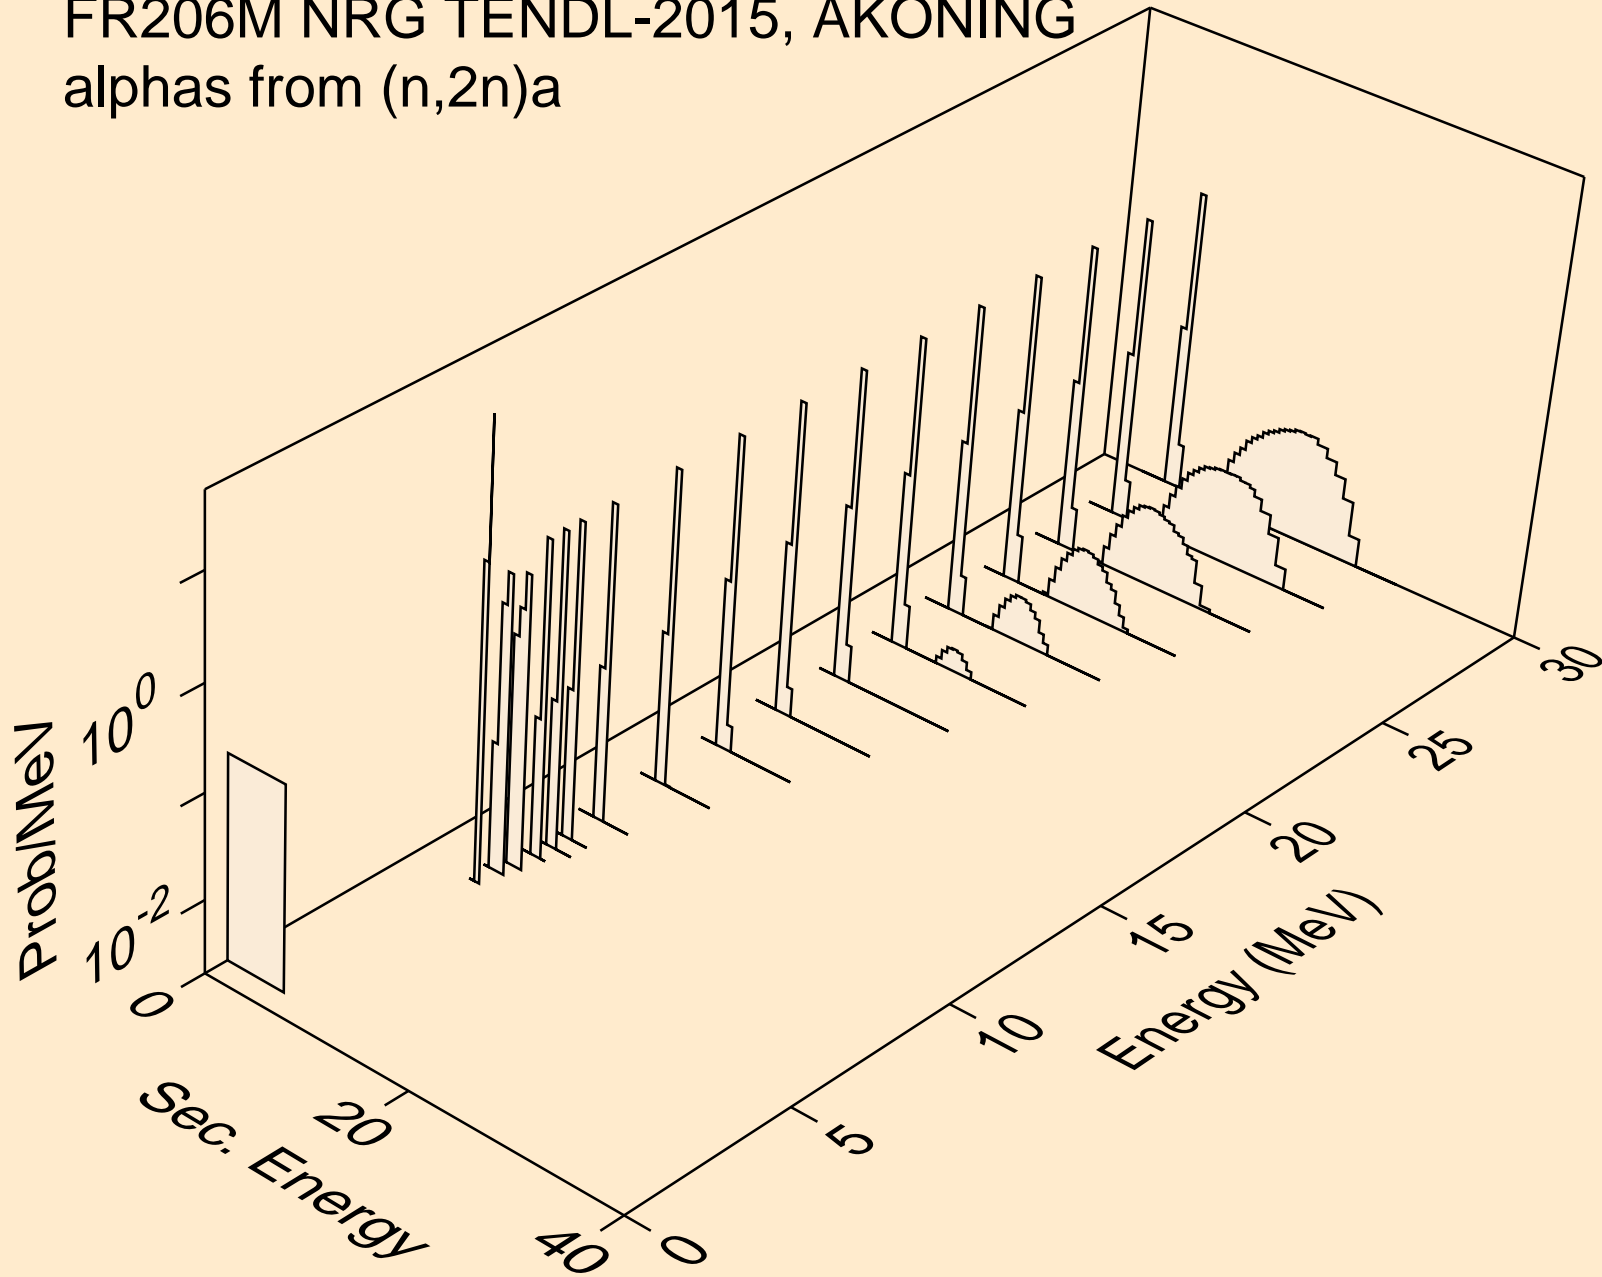 FR206M NRG TENDL-2015, AKONING
alphas from (n,2n)a
Prob/MeV
10^0
10^-2
0
20
40
Sec. Energy
0
5
10
15
20
25
30
Energy (MeV)